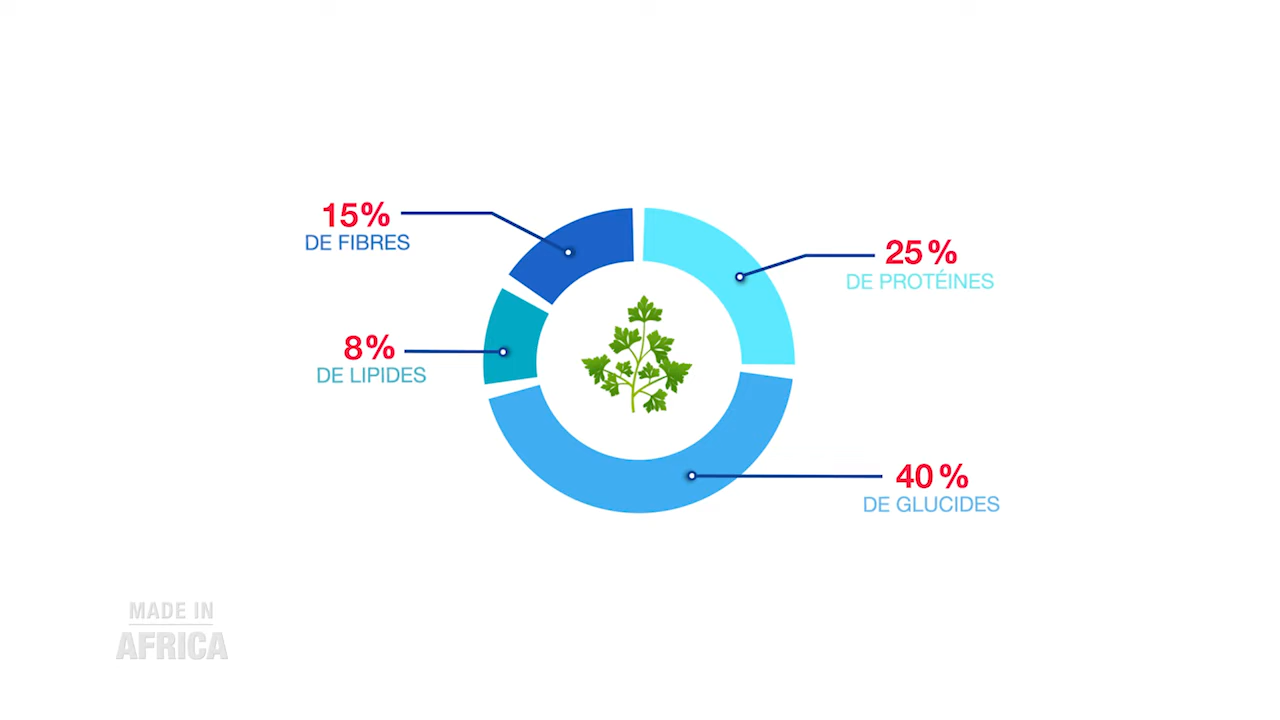 15%
DE FIBRES
25%
DE PROTÉINES
8%
DE LIPIDES
40%
DE GLUCIDES
MADE IN
AFRICA